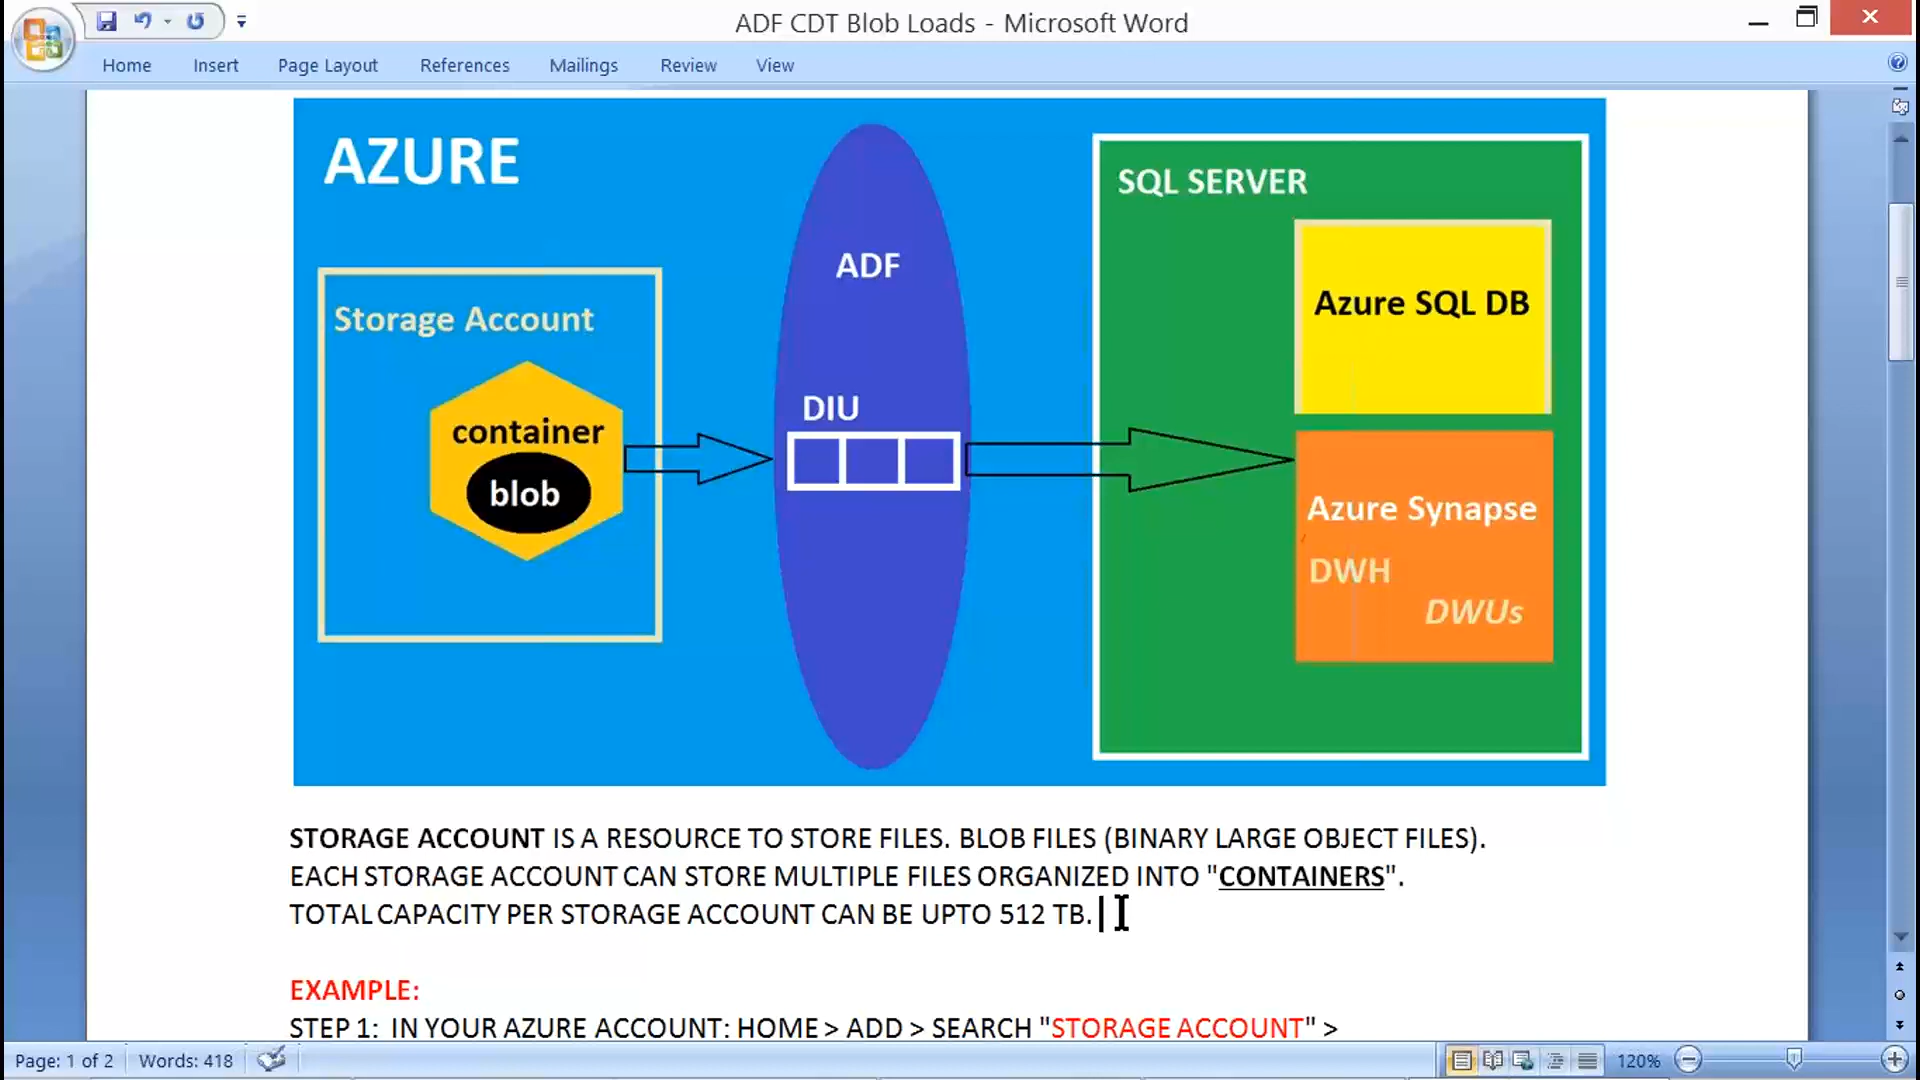 ADF CDT Blob Loads - Microsoft Word
Home Insert Page Layout References Mailings Review View
AZURE
Storage Account
container
blob
ADF
DIU
SQL SERVER
Azure SQL DB
Azure Synapse
DWH
DWUs
STORAGE ACCOUNT IS A RESOURCE TO STORE FILES. BLOB FILES (BINARY LARGE OBJECT FILES).
EACH STORAGE ACCOUNT CAN STORE MULTIPLE FILES ORGANIZED INTO "CONTAINERS".
TOTAL CAPACITY PER STORAGE ACCOUNT CAN BE UPTO 512 TB.
EXAMPLE:
STEP 1: IN YOUR AZURE ACCOUNT: HOME > ADD > SEARCH "STORAGE ACCOUNT" >
Page: 1 of 2 Words: 418 120%